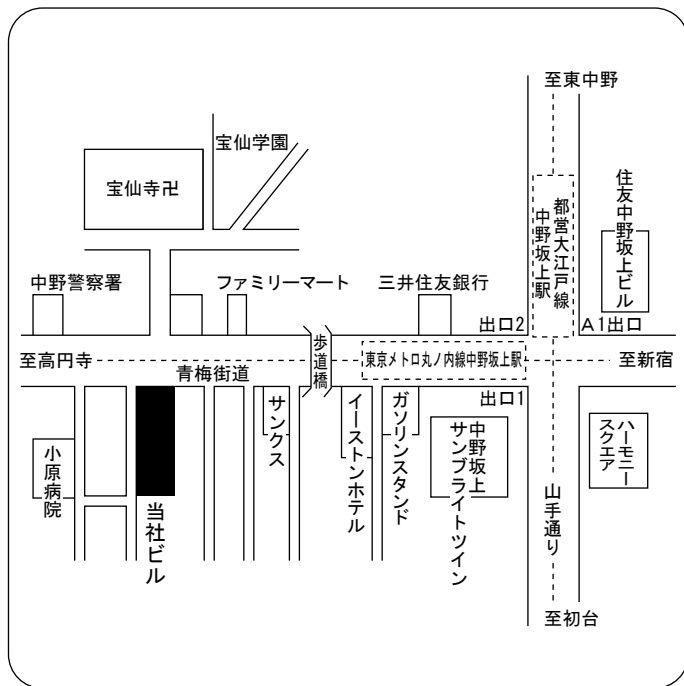 至東中野
宝仙学園
宝仙寺卍
住友中野坂上ビル
都営大江戸線
中野坂上駅
中野警察署
ファミリーマート
三井住友銀行
出口2
A1出口
歩道橋
至高円寺
東京メトロ丸ノ内線中野坂上駅
至新宿
青梅街道
出口1
サンクス
イーストンホテル
ガソリンスタンド
中野坂上
サンブライトツイン
ハーモニー
スクエア
小原病院
当社ビル
山手通り
至初台